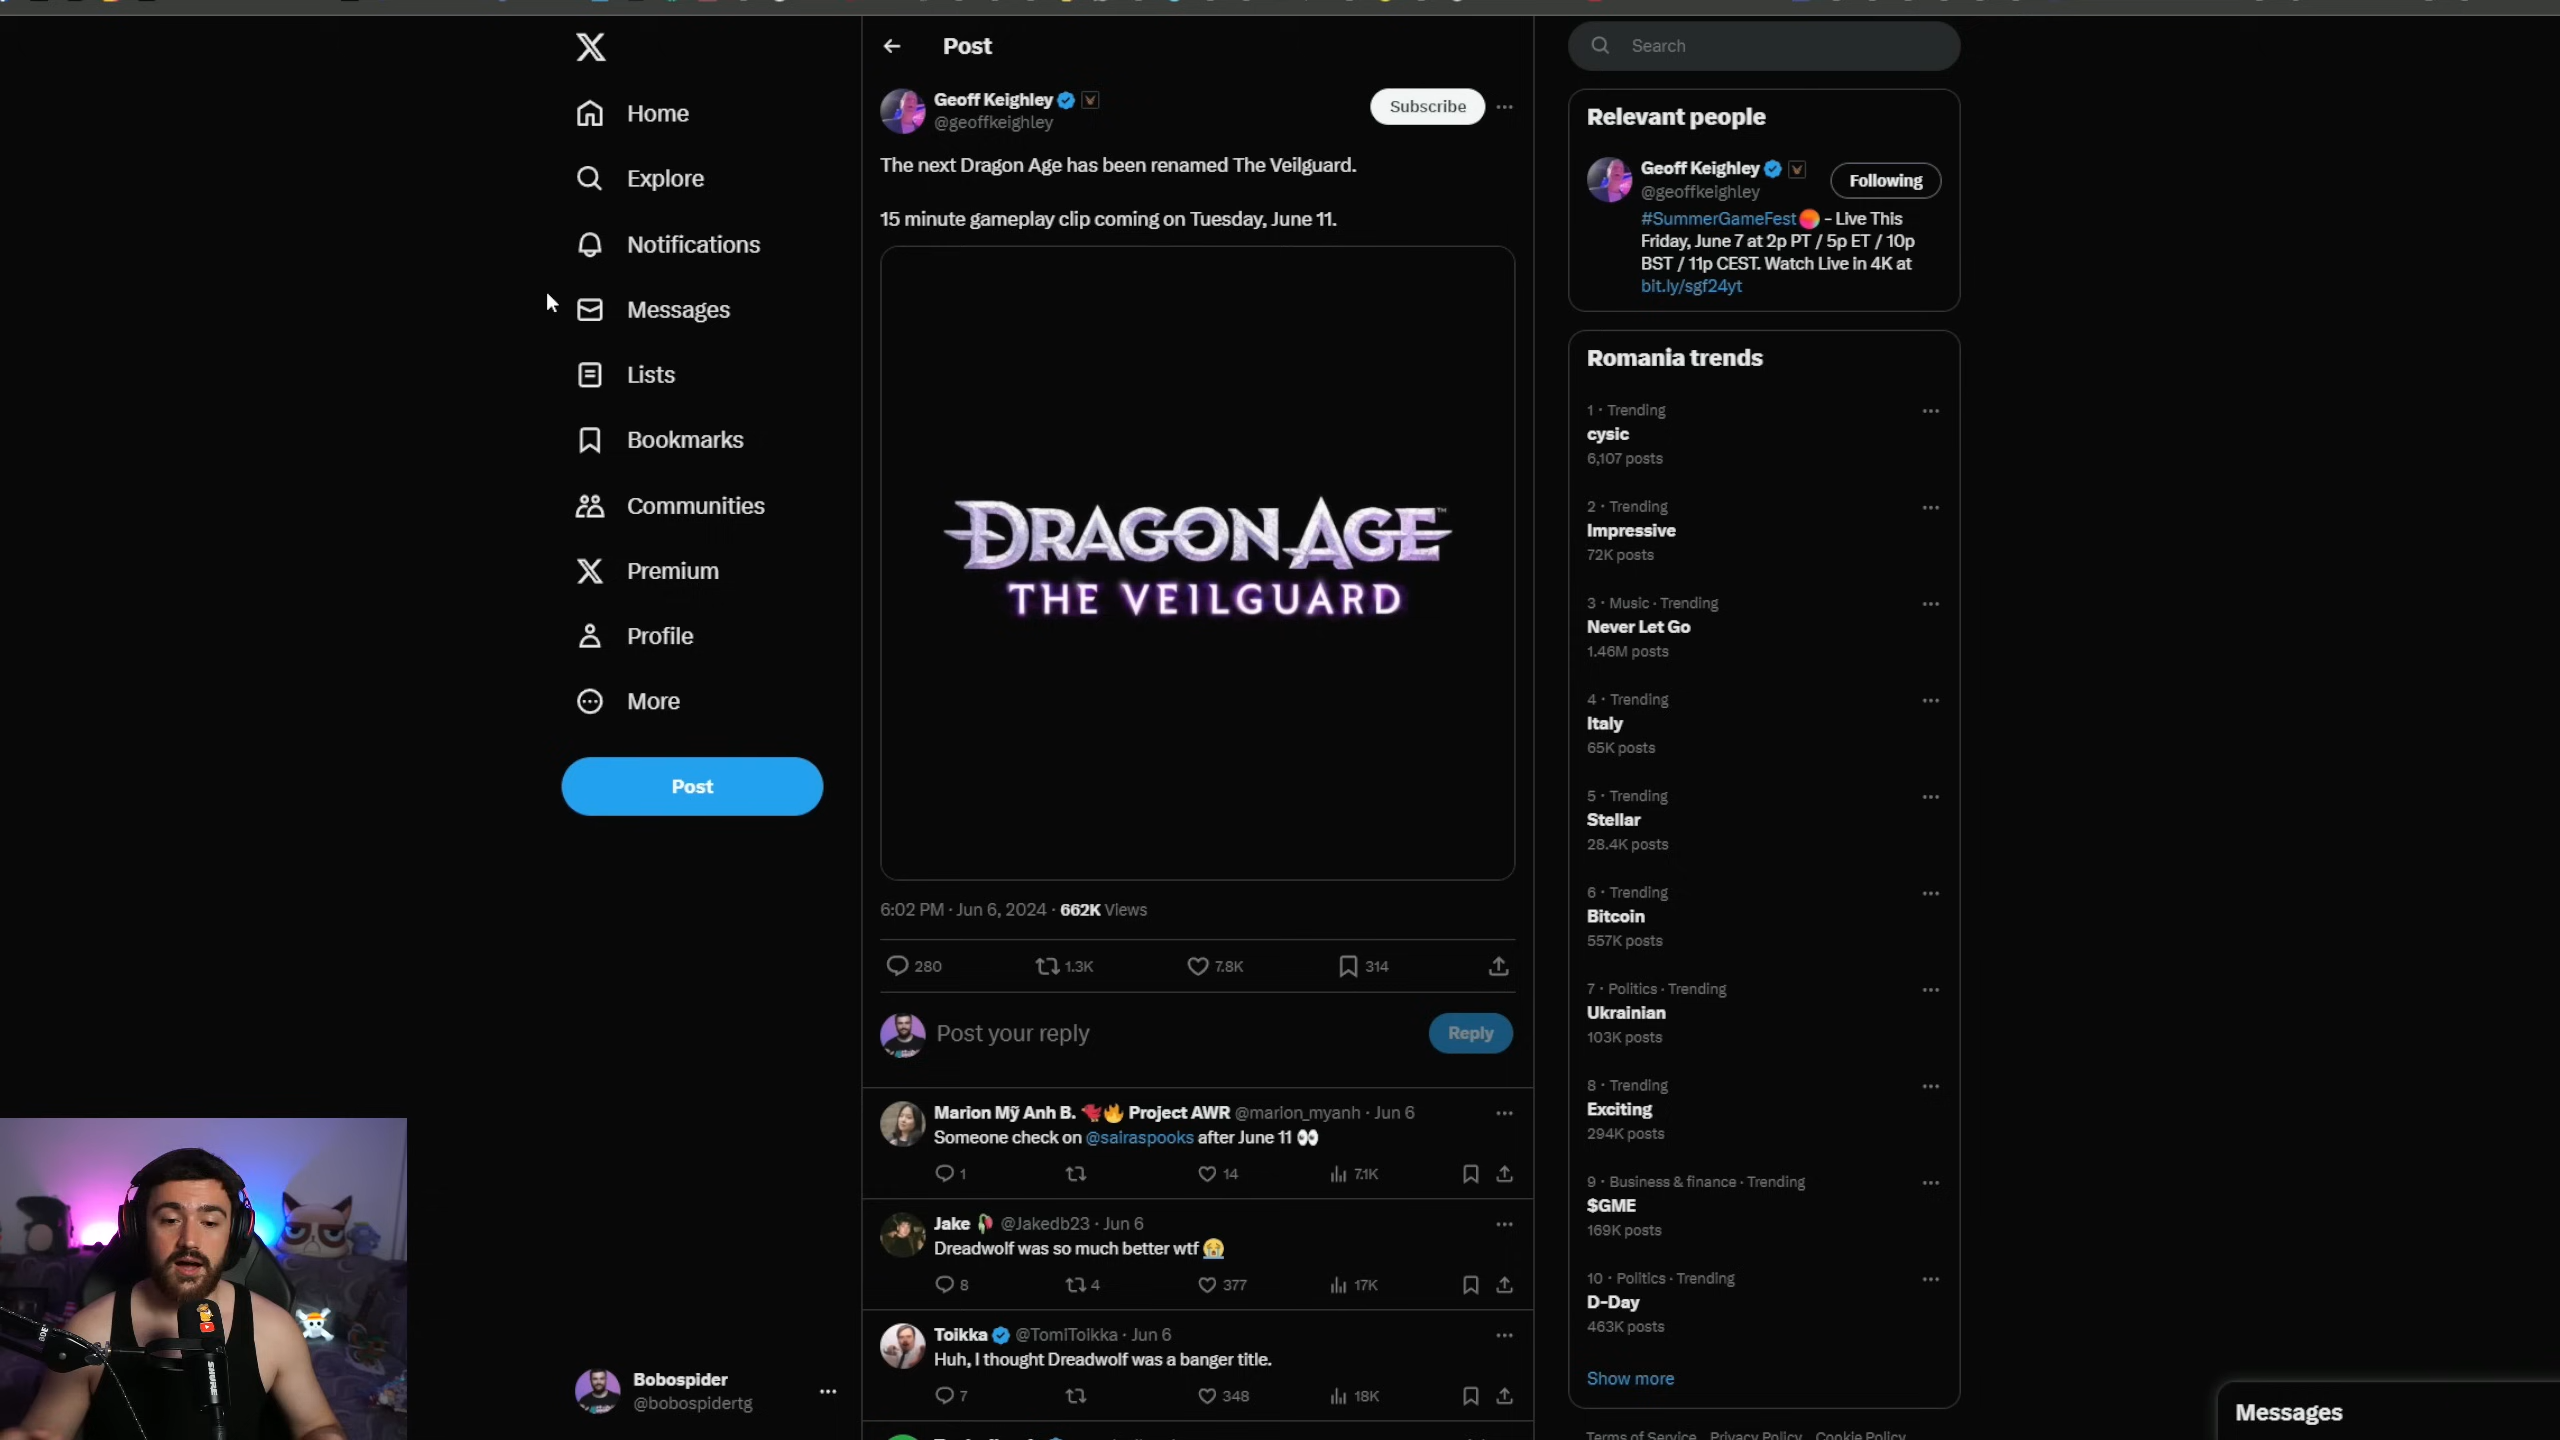 Home
Explore
Notifications
Messages
Lists
Bookmarks
Communities
Premium
Profile
More
Post
Bobospider
@bobospidertg
Post
Geoff Keighley
@geoffkeighley
Subscribe
The next Dragon Age has been renamed The Veilguard.
15 minute gameplay clip coming on Tuesday, June 11.
DRAGON AGE™
THE VEILGUARD
6:02 PM · Jun 6, 2024 · 662K Views
280 1.3K 7.8K 314
Post your reply
Reply
Marion Mỹ Anh B. 🐦🔥 Project AWR @marion_myanh · Jun 6
Someone check on @sairaspooks after June 11 👀
1 14 7.1K
Jake 🥀 @Jakedb23 · Jun 6
Dreadwolf was so much better wtf 😭
8 4 377 17K
Toikka @TomiToikka · Jun 6
Huh, I thought Dreadwolf was a banger title.
7 348 18K
Search
Relevant people
Geoff Keighley
@geoffkeighley
Following
#SummerGameFest - Live This
Friday, June 7 at 2p PT / 5p ET / 10p
BST / 11p CEST. Watch Live in 4K at
bit.ly/sgf24yt
Romania trends
1 · Trending
cysic
6,107 posts
2 · Trending
Impressive
72K posts
3 · Music · Trending
Never Let Go
1.46M posts
4 · Trending
Italy
65K posts
5 · Trending
Stellar
28.4K posts
6 · Trending
Bitcoin
557K posts
7 · Politics · Trending
Ukrainian
103K posts
8 · Trending
Exciting
294K posts
9 · Business & finance · Trending
$GME
169K posts
10 · Politics · Trending
D-Day
463K posts
Show more
Terms of Service Privacy Policy Cookie Policy
Messages
SHURE